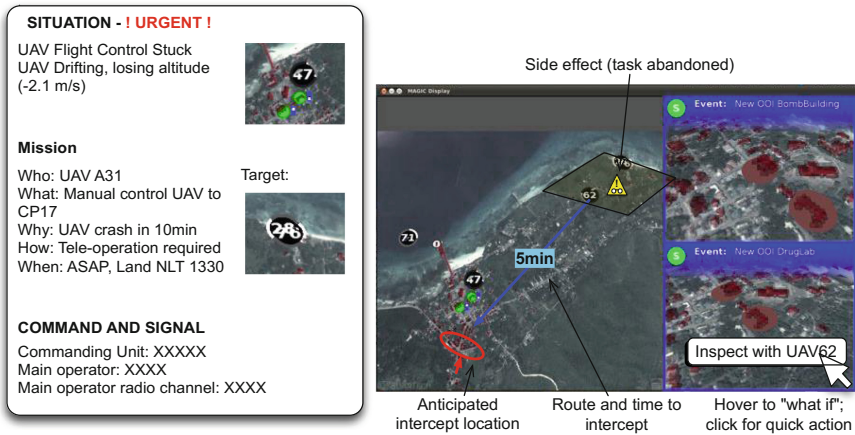 SITUATION - ! URGENT !
UAV Flight Control Stuck
UAV Drifting, losing altitude
(-2.1 m/s)
47
Mission
Who: UAV A31
What: Manual control UAV to
CP17
Why: UAV crash in 10min
How: Tele-operation required
When: ASAP, Land NLT 1330
Target:
COMMAND AND SIGNAL
Commanding Unit: XXXXX
Main operator: XXXX
Main operator radio channel: XXXX
Side effect (task abandoned)
MAGIC Display
62
71
5min
47
S
Event: New OOI BombBuilding
S
Event: New OOI DrugLab
Inspect with UAV62
Anticipated
intercept location
Route and time to
intercept
Hover to "what if";
click for quick action